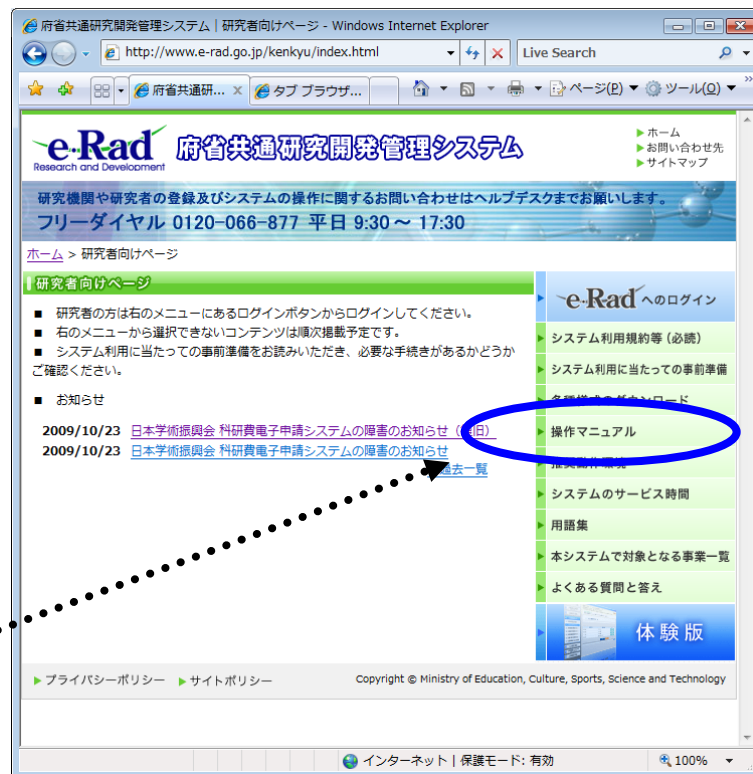 府省共通研究開発管理システム | 研究者向けページ - Windows Internet Explorer
http://www.e-rad.go.jp/kenkyu/index.html
Live Search
府省共通研...
タブ ブラウザ...
ページ(P)
ツール(O)
e-Rad
Research and Development
府省共通研究開発管理システム
ホーム
お問い合わせ先
サイトマップ
研究機関や研究者の登録及びシステムの操作に関するお問い合わせはヘルプデスクまでお願いします。
フリーダイヤル 0120-066-877 平日 9:30～ 17:30
ホーム > 研究者向けページ
研究者向けページ
■ 研究者の方は右のメニューにあるログインボタンからログインしてください。
■ 右のメニューから選択できないコンテンツは順次掲載予定です。
■ システム利用に当たっての事前準備をお読みいただき、必要な手続きがあるかどうか
ご確認ください。
■ お知らせ
2009/10/23 日本学術振興会 科研費電子申請システムの障害のお知らせ（ 旧）
2009/10/23 日本学術振興会 科研費電子申請システムの障害のお知らせ
過去一覧
e-Rad へのログイン
システム利用規約等 (必読)
システム利用に当たっての事前準備
各種様式のダウンロード
操作マニュアル
推奨動作環境
システムのサービス時間
用語集
本システムで対象となる事業一覧
よくある質問と答え
体験版
プライバシーポリシー
サイトポリシー
Copyright © Ministry of Education, Culture, Sports, Science and Technology
インターネット | 保護モード: 有効
100%